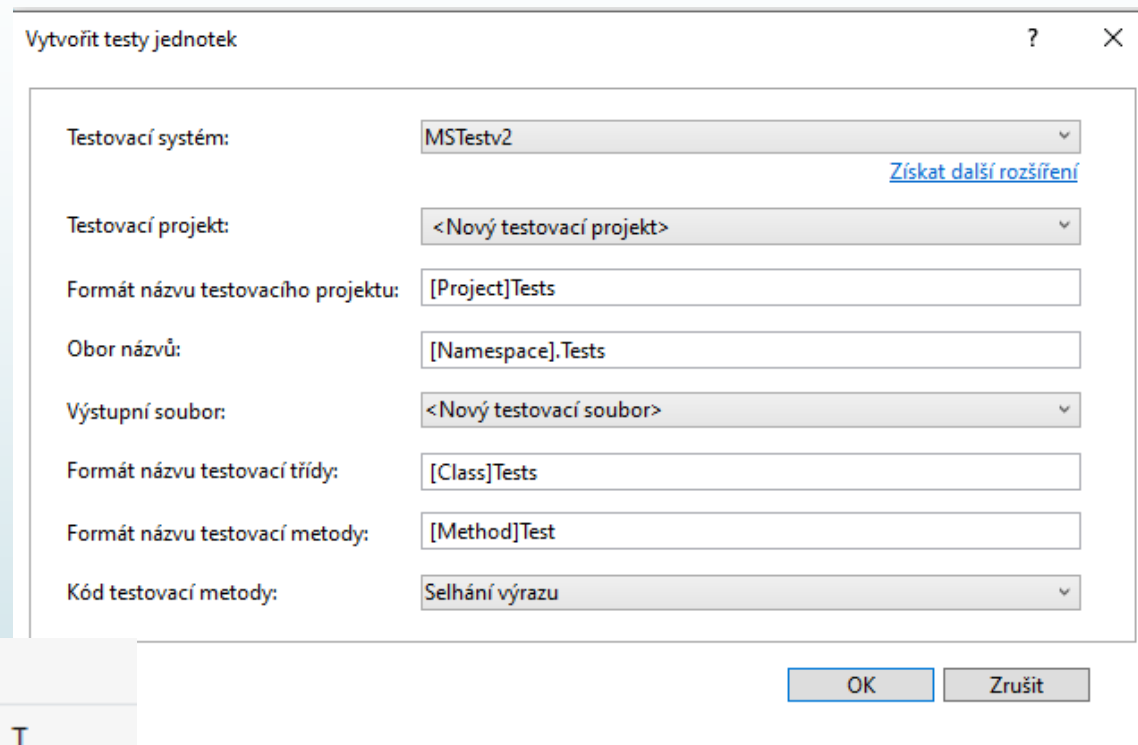 Vytvořit testy jednotek ? ×
Testovací systém: MSTestv2
Získat další rozšíření
Testovací projekt: <Nový testovací projekt>
Formát názvu testovacího projektu: [Project]Tests
Obor názvů: [Namespace].Tests
Výstupní soubor: <Nový testovací soubor>
Formát názvu testovací třídy: [Class]Tests
Formát názvu testovací metody: [Method]Test
Kód testovací metody: Selhání výrazu
OK Zrušit
T